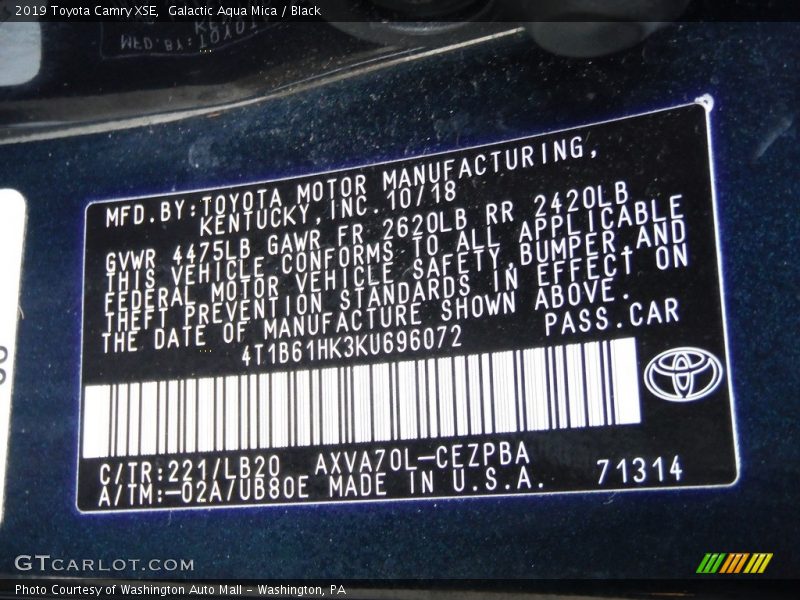 2019 Toyota Camry XSE,  Galactic Aqua Mica / Black
MFD.BY:TOYOTA MOTOR MANUFACTURING,
KENTUCKY,INC.10/18
GVWR 4475LB GAWR FR 2620LB RR 2420LB
THIS VEHICLE CONFORMS TO ALL APPLICABLE
FEDERAL MOTOR VEHICLE SAFETY,BUMPER,AND
THEFT PREVENTION STANDARDS IN EFFECT ON
THE DATE OF MANUFACTURE SHOWN ABOVE.
4T1B61HK3KU696072 PASS.CAR
C/TR:221/LB20 AXVA70L-CEZPBA
A/TM:-02A/UB80E MADE IN U.S.A. 71314
GTCARLOT.COM
Photo Courtesy of Washington Auto Mall - Washington, PA